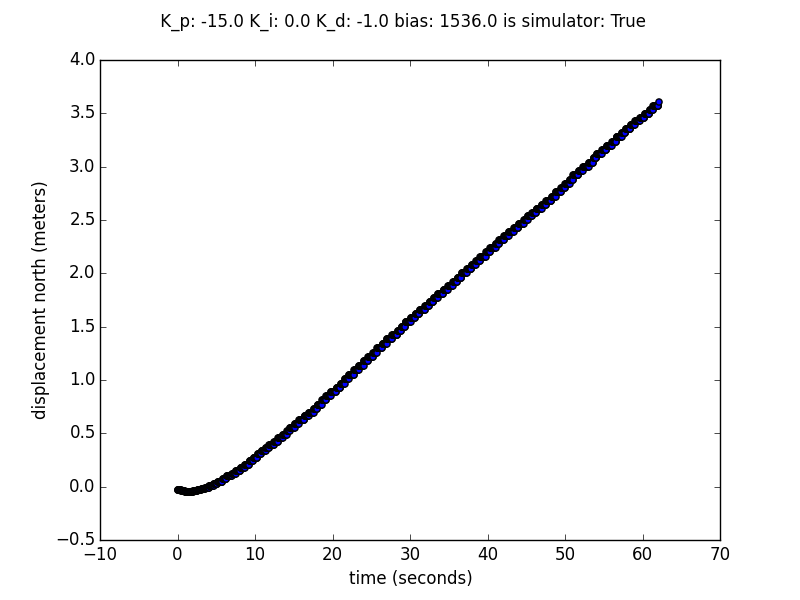 K_p: -15.0 K_i: 0.0 K_d: -1.0 bias: 1536.0 is simulator: True
4.0
3.5
3.0
2.5
2.0
1.5
1.0
0.5
0.0
−0.5
displacement north (meters)
−10 0 10 20 30 40 50 60 70
time (seconds)